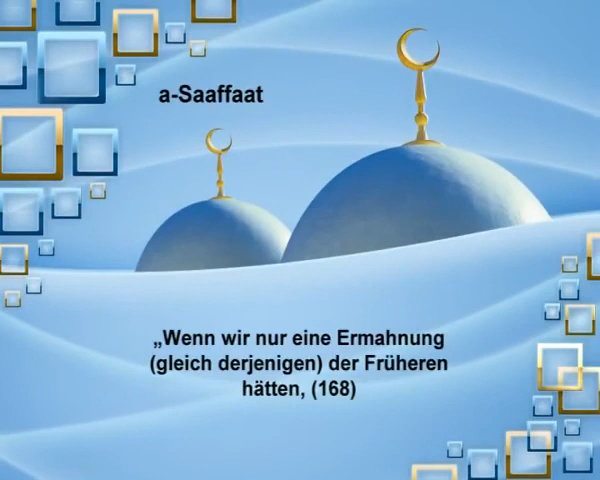 a-Saaffaat
„Wenn wir nur eine Ermahnung
(gleich derjenigen) der Früheren
hätten, (168)